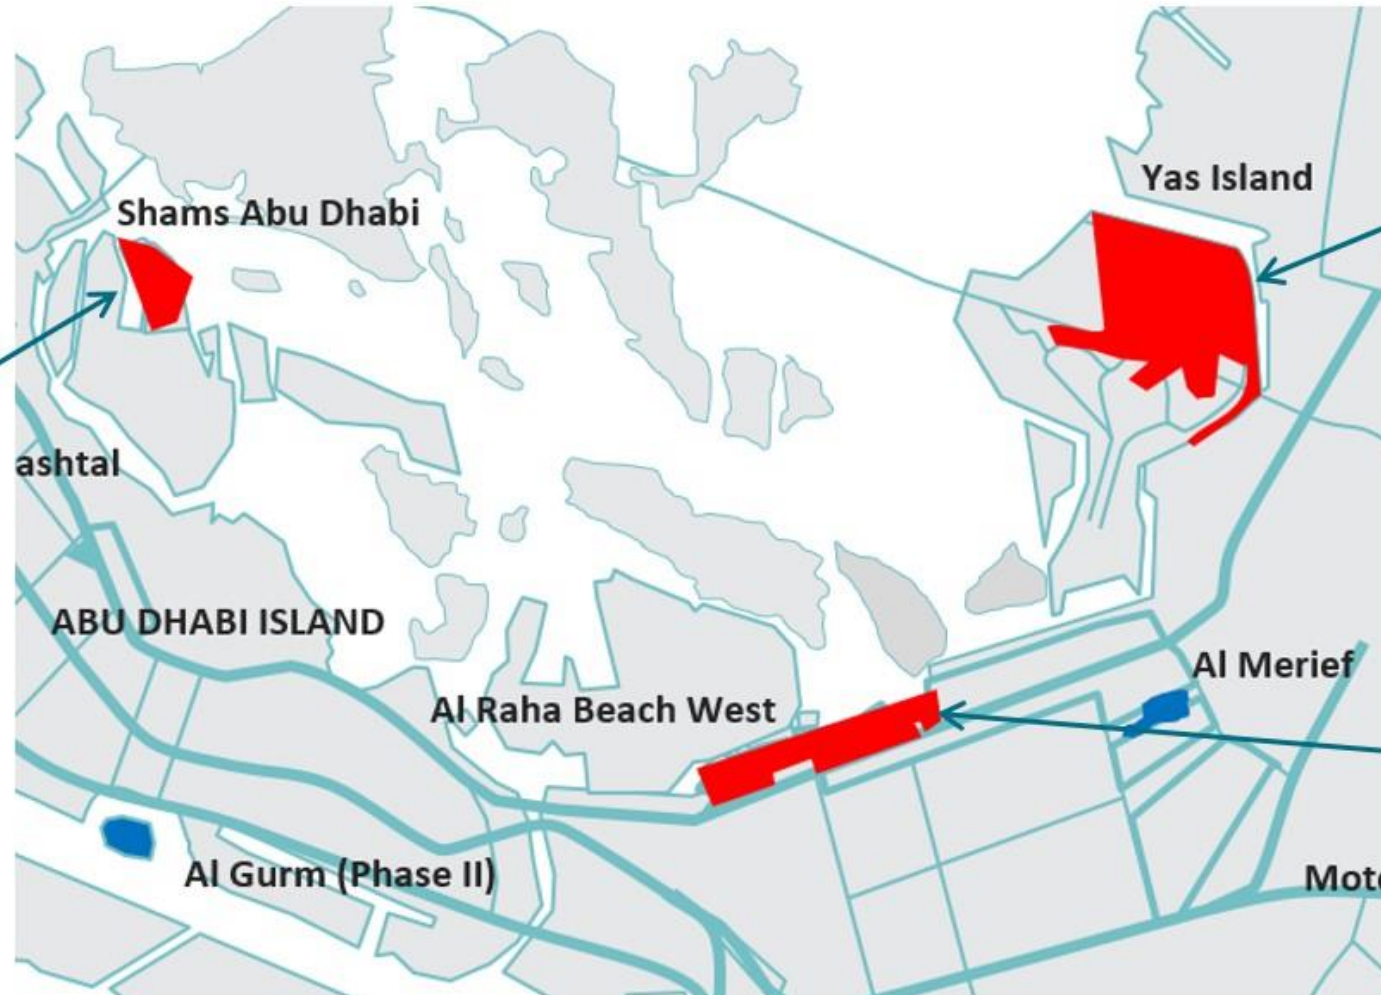 Yas Island
Shams Abu Dhabi
ashtal
ABU DHABI ISLAND
Al Merief
Al Raha Beach West
Al Gurm (Phase II)
Moto